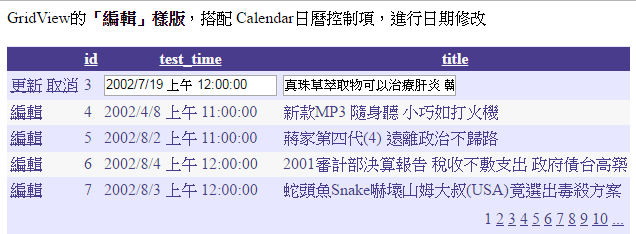 GridView的「編輯」樣版，搭配 Calendar日曆控制項，進行日期修改
id test_time title
更新 取消 3 2002/7/19 上午 12:00:00 真珠草萃取物可以治療肝炎
編輯 4 2002/4/8 上午 11:00:00 新款MP3 隨身聽 小巧如打火機
編輯 5 2002/8/2 上午 11:00:00 蔣家第四代(4) 遠離政治不歸路
編輯 6 2002/8/4 上午 12:00:00 2001審計部決算報告 稅收不敷支出 政府債台高築
編輯 7 2002/8/3 上午 12:00:00 蛇頭魚Snake嚇壞山姆大叔(USA)竟選出毒殺方案
1 2 3 4 5 6 7 8 9 10 ...